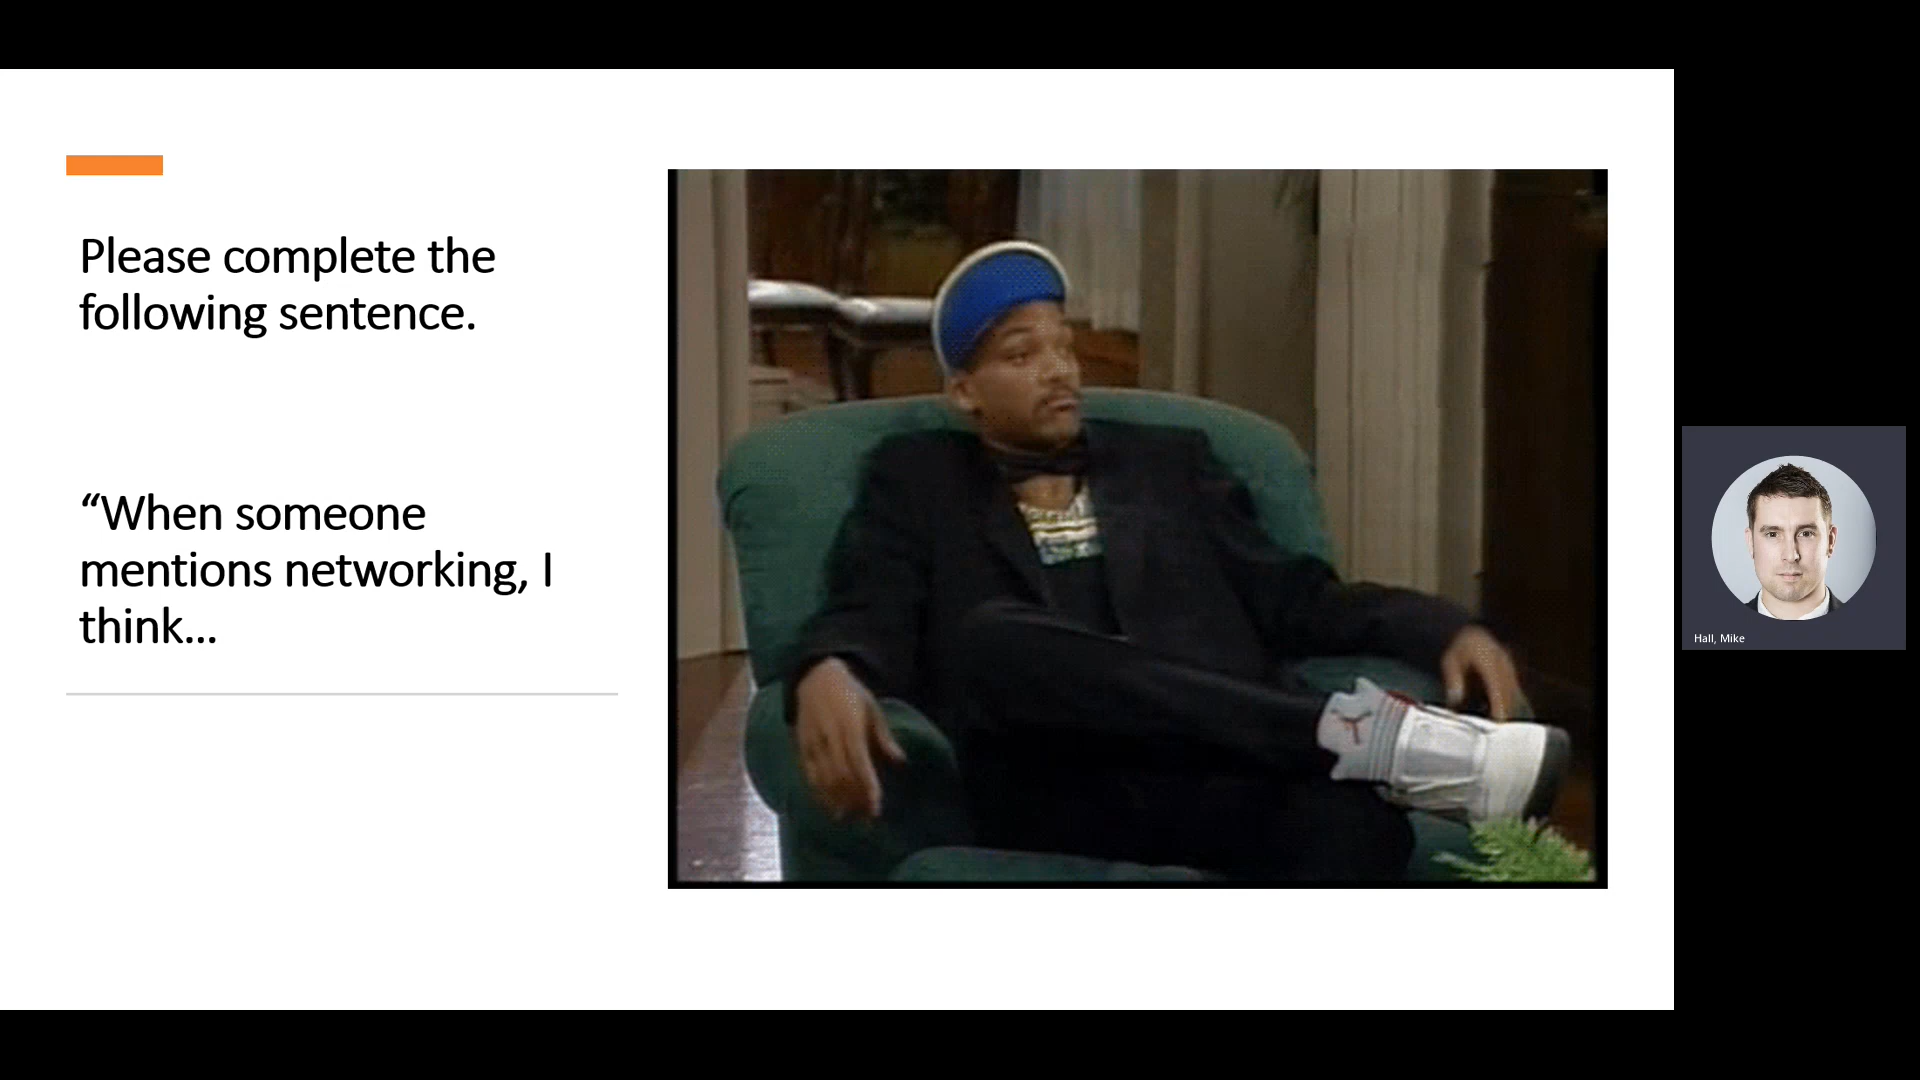 Please complete the
following sentence.
“When someone
mentions networking, I
think...
Hall, Mike